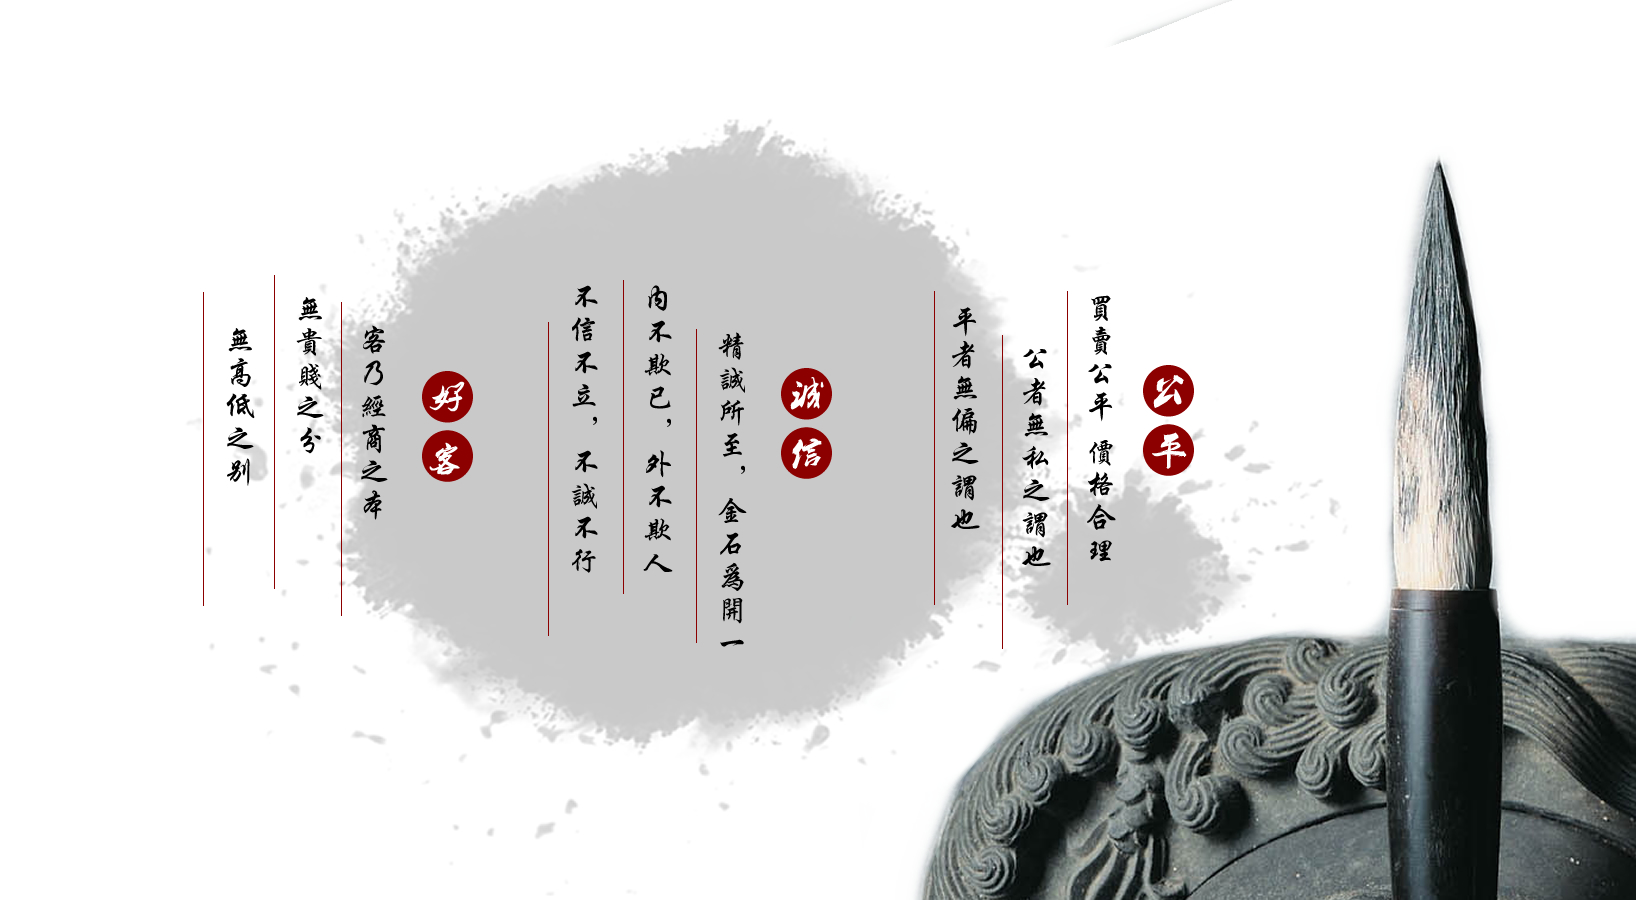 公平
買賣公平 價格合理
公者無私之謂也
平者無偏之謂也
誠信
精誠所至，金石爲開一
内不欺已，外不欺人
不信不立，不誠不行
好客
客乃經商之本
無貴賤之分
無高低之别